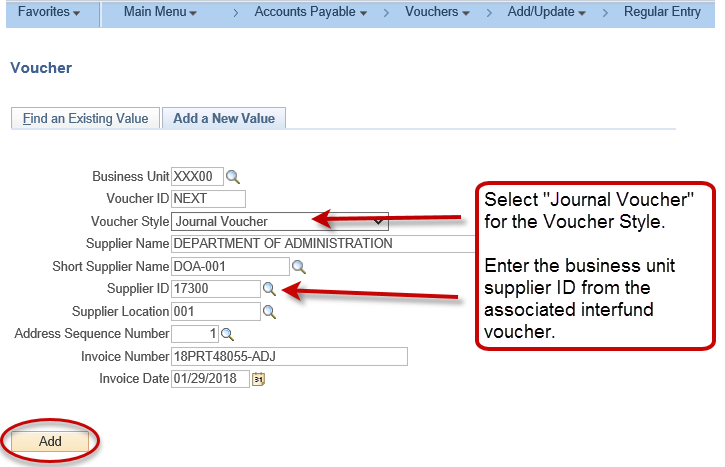 Favorites Main Menu > Accounts Payable > Vouchers > Add/Update > Regular Entry
Voucher
Find an Existing Value Add a New Value
Business Unit XXX00
Voucher ID NEXT
Voucher Style Journal Voucher
Supplier Name DEPARTMENT OF ADMINISTRATION
Short Supplier Name DOA-001
Supplier ID 17300
Supplier Location 001
Address Sequence Number 1
Invoice Number 18PRT48055-ADJ
Invoice Date 01/29/2018 31
Add
Select "Journal Voucher"
for the Voucher Style.
Enter the business unit
supplier ID from the
associated interfund
voucher.